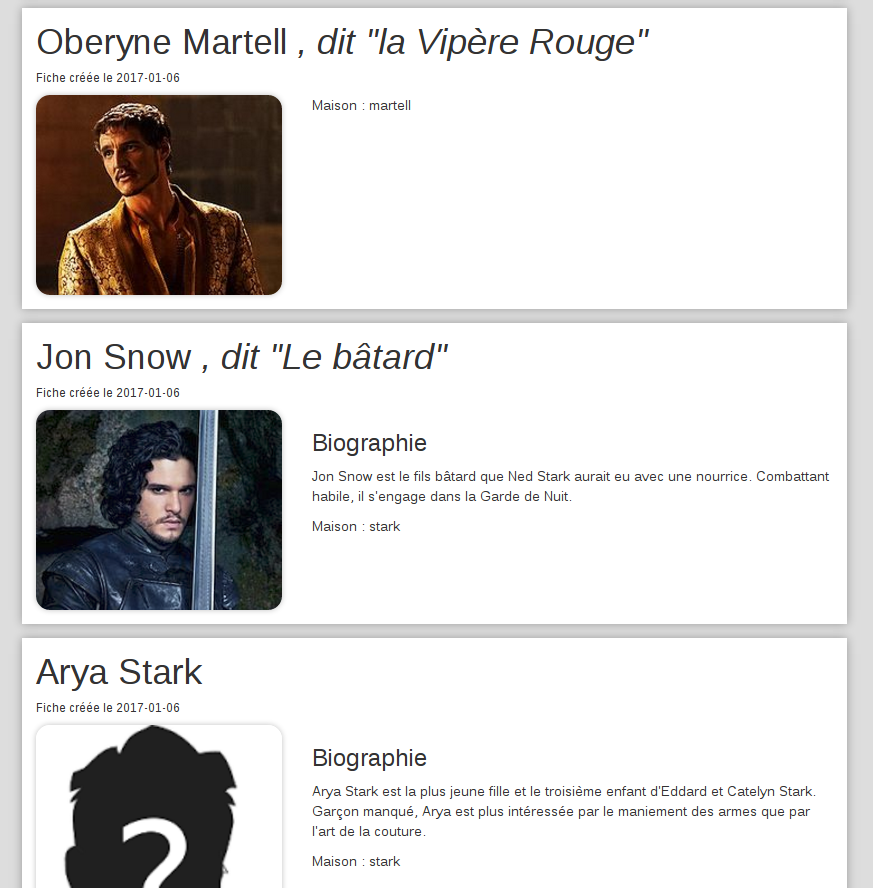 Oberyne Martell , dit "la Vipère Rouge"
Fiche créée le 2017-01-06
Maison : martell
Jon Snow , dit "Le bâtard"
Fiche créée le 2017-01-06
Biographie
Jon Snow est le fils bâtard que Ned Stark aurait eu avec une nourrice. Combattant
habile, il s'engage dans la Garde de Nuit.
Maison : stark
Arya Stark
Fiche créée le 2017-01-06
Biographie
Arya Stark est la plus jeune fille et le troisième enfant d'Eddard et Catelyn Stark.
Garçon manqué, Arya est plus intéressée par le maniement des armes que par
l'art de la couture.
Maison : stark
?